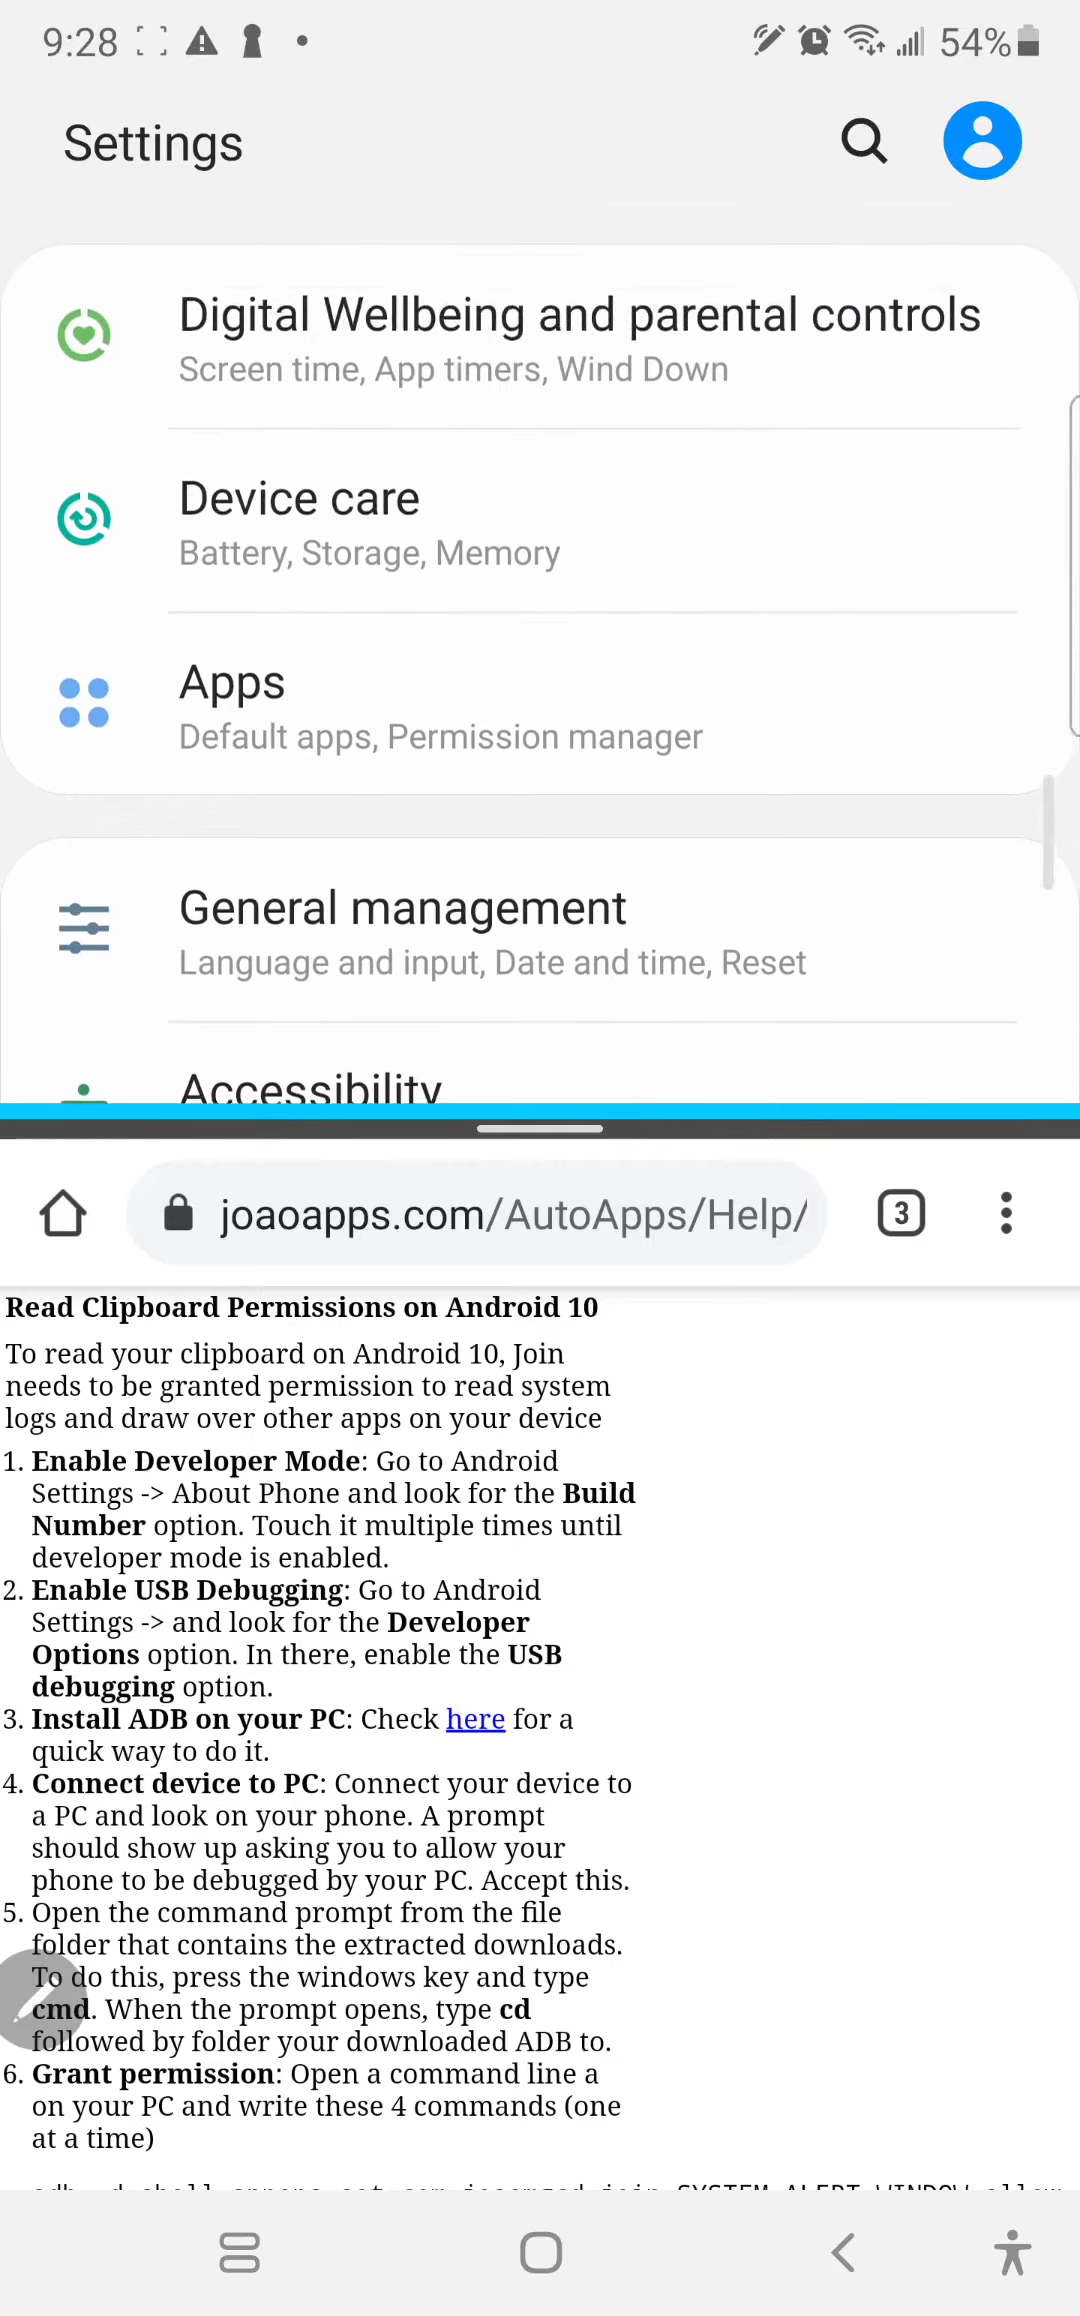 9:28
54%
Settings
Digital Wellbeing and parental controls
Screen time, App timers, Wind Down
Device care
Battery, Storage, Memory
Apps
Default apps, Permission manager
General management
Language and input, Date and time, Reset
Accessibility
joaoapps.com/AutoApps/Help/
3
Read Clipboard Permissions on Android 10
To read your clipboard on Android 10, Join
needs to be granted permission to read system
logs and draw over other apps on your device
1. Enable Developer Mode: Go to Android
Settings -> About Phone and look for the Build
Number option. Touch it multiple times until
developer mode is enabled.
2. Enable USB Debugging: Go to Android
Settings -> and look for the Developer
Options option. In there, enable the USB
debugging option.
3. Install ADB on your PC: Check here for a
quick way to do it.
4. Connect device to PC: Connect your device to
a PC and look on your phone. A prompt
should show up asking you to allow your
phone to be debugged by your PC. Accept this.
5. Open the command prompt from the file
folder that contains the extracted downloads.
To do this, press the windows key and type
cmd. When the prompt opens, type cd
followed by folder your downloaded ADB to.
6. Grant permission: Open a command line a
on your PC and write these 4 commands (one
at a time)